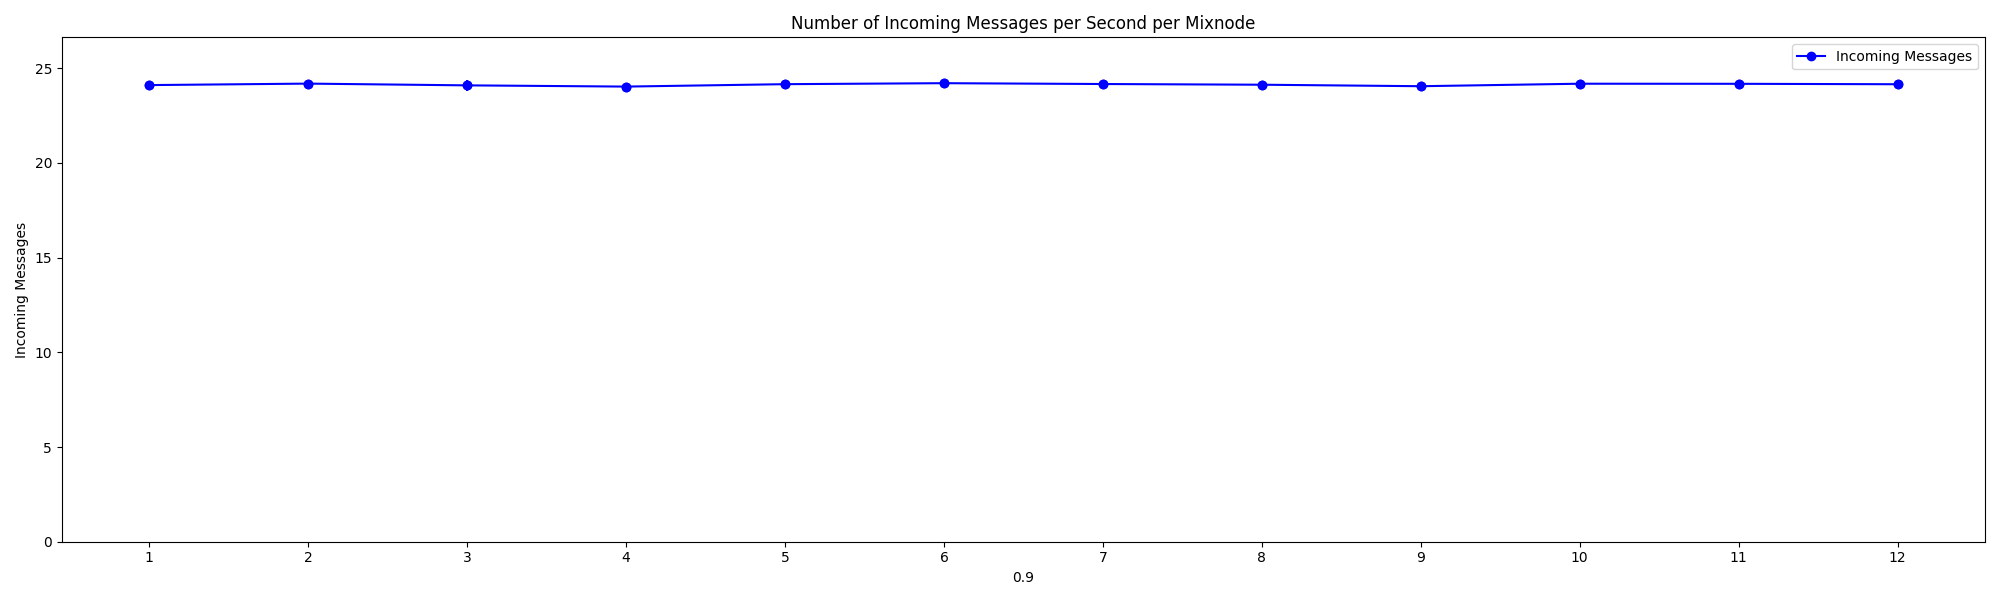 Number of Incoming Messages per Second per Mixnode
Incoming Messages
25
20
15
10
5
0
Incoming Messages
1 2 3 4 5 6 7 8 9 10 11 12
0.9